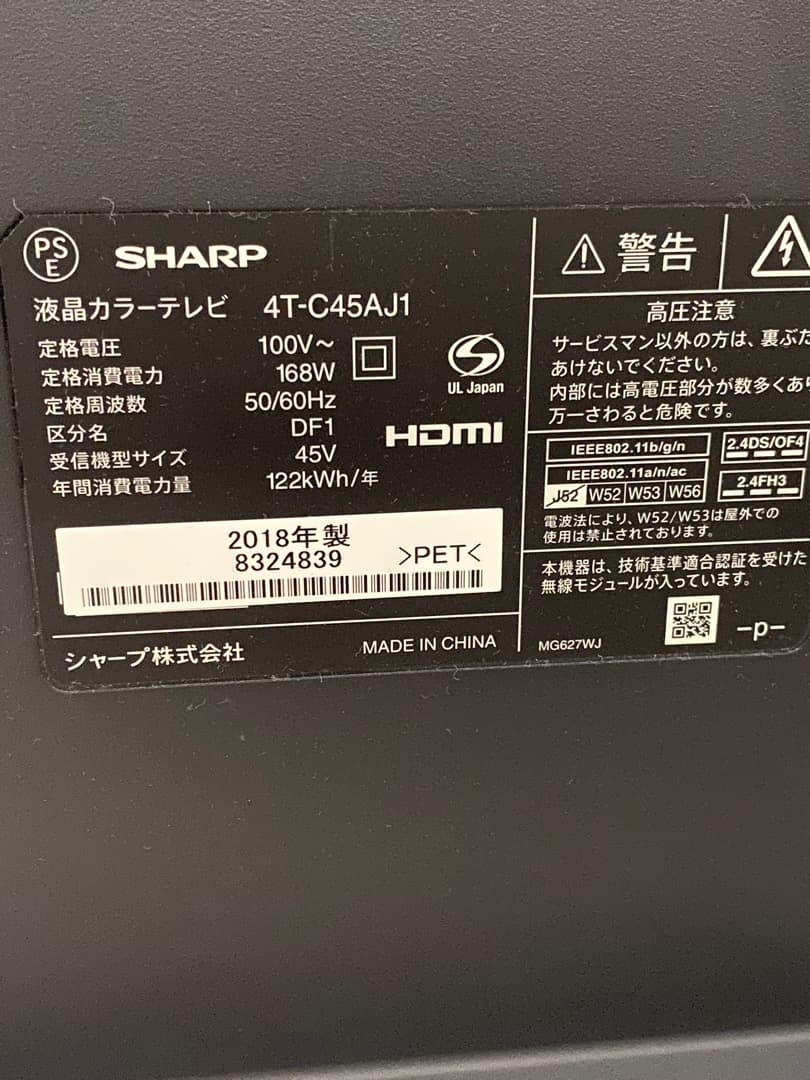 PS
E
SHARP
液晶カラーテレビ 4T-C45AJ1
定格電圧 100V～
定格消費電力 168W
定格周波数 50/60Hz
区分名 DF1
受信機型サイズ 45V
年間消費電力量 122kWh/年
S
UL Japan
HDMI
2018年製
8324839 >PET<
シャープ株式会社 MADE IN CHINA
警告
高圧注意
サービスマン以外の方は、裏ぶた
あけないでください。
内部には高電圧部分が数多くあり
万一さわると危険です。
IEEE802.11b/g/n
2.4DS/OF4
IEEE802.11a/n/ac
J52 W52 W53 W56
2.4FH3
電波法により、W52/W53は屋外での
使用は禁止されております。
本機器は、技術基準適合認証を受けた
無線モジュールが入っています。
MG627WJ
-p-